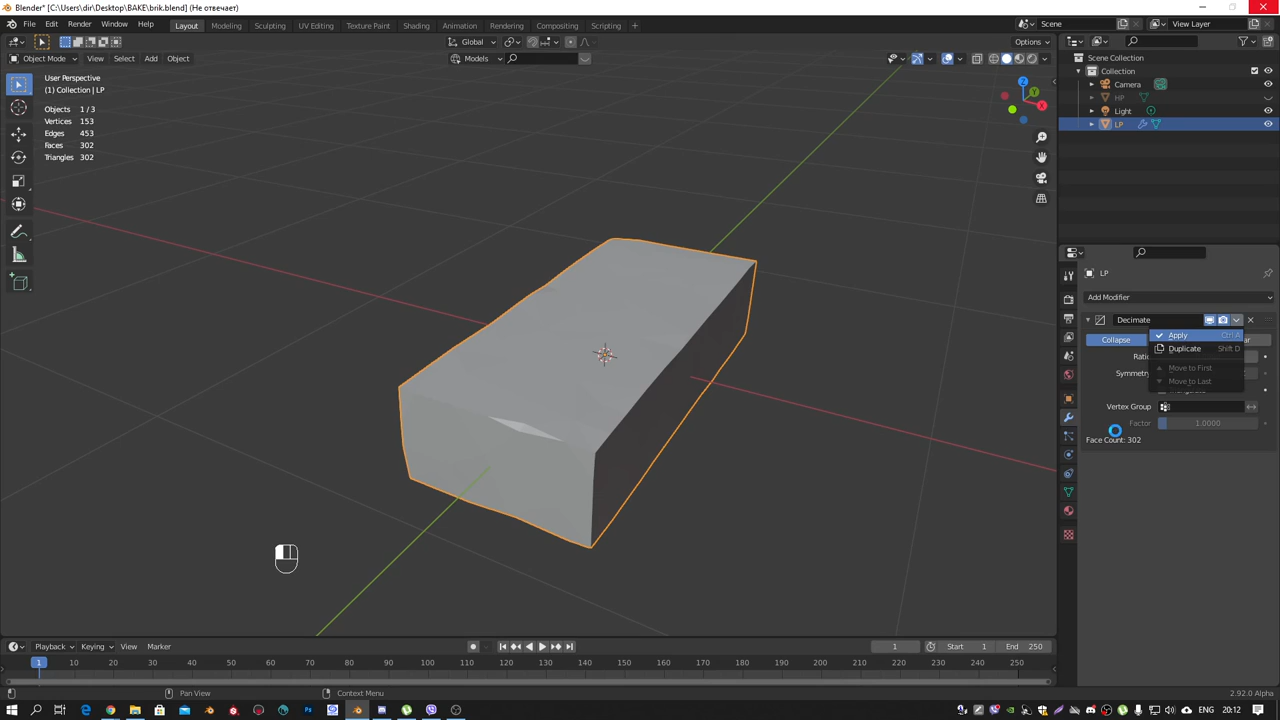 Blender* [C:\Users\dir\Desktop\BAKE\brik.blend] (Не отвечает)
File Edit Render Window Help Layout Modeling Sculpting UV Editing Texture Paint Shading Animation Rendering Compositing Scripting + Scene View Layer
Global Options
Object Mode View Select Add Object Models
User Perspective
(1) Collection | LP
Objects 1 / 3
Vertices 153
Edges 453
Faces 302
Triangles 302
Z
Y
X
Scene Collection
Collection
Camera
HP
Light
LP
LP
Add Modifier
Decimate
Apply Ctrl A
Collapse
Duplicate Shift D
Move to First
Symmetry
Move to Last
Vertex Group
Factor 1.0000
Face Count: 302
Playback Keying View Marker 1 Start 1 End 250
1 10 20 30 40 50 60 70 80 90 100 110 120 130 140 150 160 170 180 190 200 210 220 230 240 250
Pan View Context Menu 2.92.0 Alpha
ENG 20:12